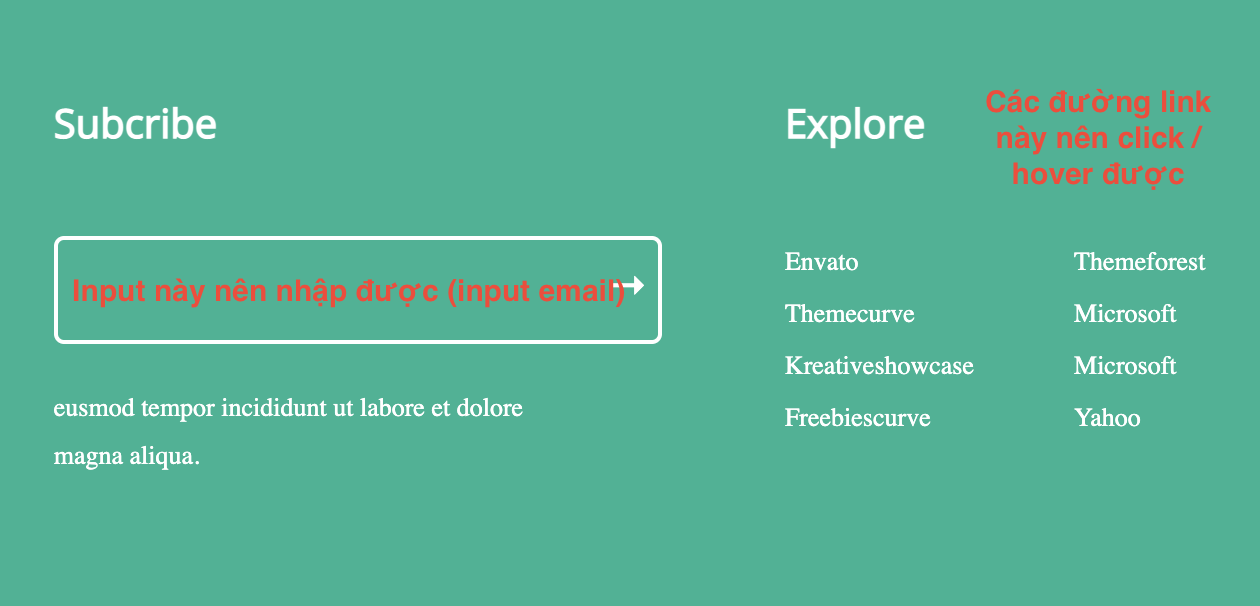 Subcribe
Input này nên nhập được (input email)
eusmod tempor incididunt ut labore et dolore
magna aliqua.
Explore
Các đường link
này nên click /
hover được
Envato
Themecurve
Kreativeshowcase
Freebiescurve
Themeforest
Microsoft
Microsoft
Yahoo